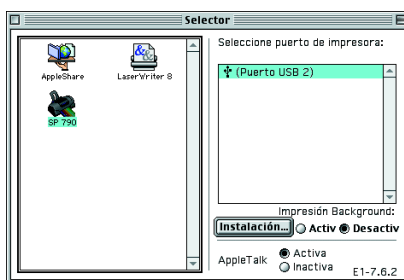 Selector
Seleccione puerto de impresora:
AppleShare
LaserWriter 8
(Puerto USB 2)
SP 790
Impresión Background:
Instalación...
Activ
Desactiv
AppleTalk
Activa
Inactiva
E1-7.6.2